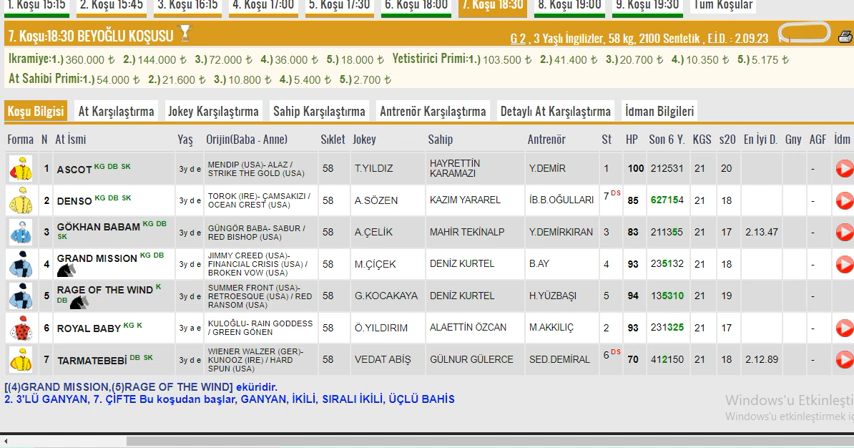 1. Koşu 15:15 2. Koşu 15:45 3. Koşu 16:15 4. Koşu 17:00 5. Koşu 17:30 6. Koşu 18:00 7. Koşu 18:30 8. Koşu 19:00 9. Koşu 19:30 Tüm Koşular
7. Koşu:18:30 BEYOĞLU KOŞUSU G 2 , 3 Yaşlı İngilizler, 58 kg, 2100 Sentetik , E.İ.D. : 2.09.23
Ikramiye:1.) 360.000 ₺ 2.) 144.000 ₺ 3.) 72.000 ₺ 4.) 36.000 ₺ 5.) 18.000 ₺ Yetistirici Primi:1.) 103.500 ₺ 2.) 41.400 ₺ 3.) 20.700 ₺ 4.) 10.350 ₺ 5.) 5.175 ₺
At Sahibi Primi:1.) 54.000 ₺ 2.) 21.600 ₺ 3.) 10.800 ₺ 4.) 5.400 ₺ 5.) 2.700 ₺
Koşu Bilgisi At Karşılaştırma Jokey Karşılaştırma Sahip Karşılaştırma Antrenör Karşılaştırma Detaylı At Karşılaştırma İdman Bilgileri
Forma N At İsmi Yaş Orijin(Baba - Anne) Sıklet Jokey Sahip Antrenör St HP Son 6 Y. KGS s20 En İyi D. Gny AGF İdm
1 ASCOT KG DB SK 3y d e MENDIP (USA)- ALAZ / STRIKE THE GOLD (USA) 58 T.YILDIZ HAYRETTİN KARAMAZI Y.DEMİR 1 100 212531 21 20 -
2 DENSO KG DB SK 3y d e TOROK (IRE)- ÇAMSAKIZI / OCEAN CREST (USA) 58 A.SÖZEN KAZIM YARAREL İB.B.OĞULLARI 7 DS 85 627154 21 18 -
3 GÖKHAN BABAM KG DB SK 3y d e GÜNGÖR BABA- SABUR / RED BISHOP (USA) 58 A.ÇELİK MAHİR TEKİNALP Y.DEMİRKIRAN 3 83 211355 21 17 2.13.47 -
4 GRAND MISSION KG DB 3y d e JIMMY CREED (USA)- FINANCIAL CRISIS (USA) / BROKEN VOW (USA) 58 M.ÇİÇEK DENİZ KURTEL B.AY 4 93 235132 21 18 -
5 RAGE OF THE WIND K DB 3y d e SUMMER FRONT (USA)- RETROESQUE (USA) / RED RANSOM (USA) 58 G.KOCAKAYA DENİZ KURTEL H.YÜZBAŞI 5 94 135310 21 19 -
6 ROYAL BABY KG K 3y a e KULOĞLU- RAIN GODDESS / GREEN GÖNEN 58 Ö.YILDIRIM ALAETTİN ÖZCAN M.AKKILIÇ 2 93 231325 21 17 -
7 TARMATEBEBİ DB SK 3y d e WIENER WALZER (GER)- KUNOOZ (IRE) / HARD SPUN (USA) 58 VEDAT ABİŞ GÜLNUR GÜLERCE SED.DEMİRAL 6 DS 70 412150 21 18 2.12.89 -
[(4)GRAND MISSION,(5)RAGE OF THE WIND] eküridir.
2. 3'LÜ GANYAN, 7. ÇİFTE Bu koşudan başlar, GANYAN, İKİLİ, SIRALI İKİLİ, ÜÇLÜ BAHİS
Windows'u Etkinleşti
Windows'u etkinleştirmek iç